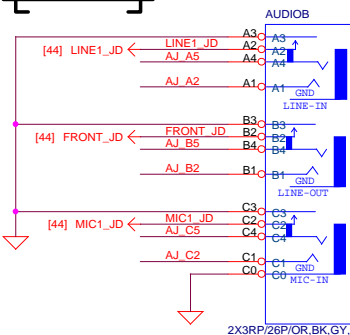 AUDIOB
A3 A3
[44] LINE1_JD LINE1_JD A2 A2
AJ_A5 A4 A4
AJ_A2 A1 A1
GND
LINE-IN
B3 B3
[44] FRONT_JD FRONT_JD B2 B2
AJ_B5 B4 B4
AJ_B2 B1 B1
GND
LINE-OUT
C3 C3
[44] MIC1_JD MIC1_JD C2 C2
AJ_C5 C4 C4
AJ_C2 C1 C1
C0 C0 GND
MIC-IN
2X3RP/26P/OR,BK,GY,